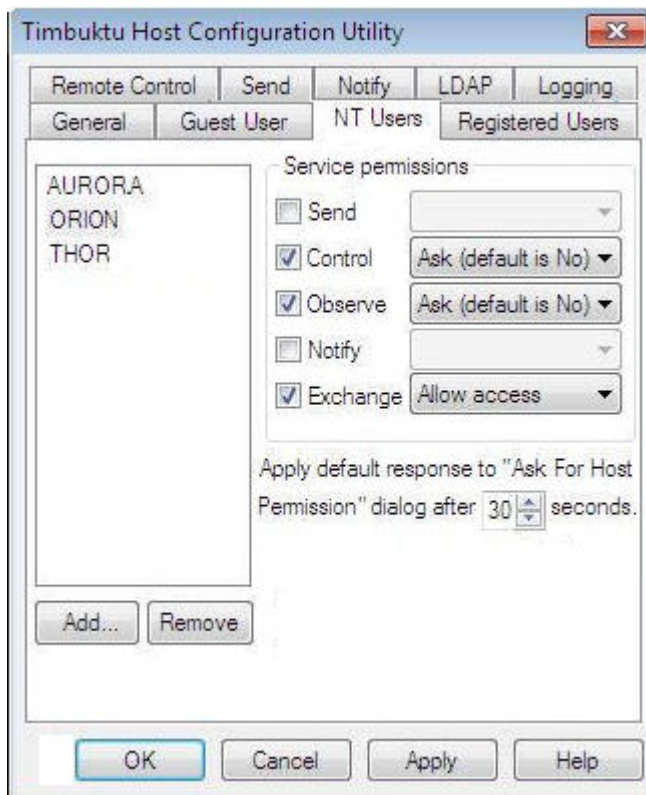 Timbuktu Host Configuration Utility
Remote Control Send Notify LDAP Logging
General Guest User NT Users Registered Users
AURORA
ORION
THOR
Service permissions
Send
Control Ask (default is No)
Observe Ask (default is No)
Notify
Exchange Allow access
Apply default response to "Ask For Host
Permission" dialog after 30 seconds.
Add... Remove
OK Cancel Apply Help